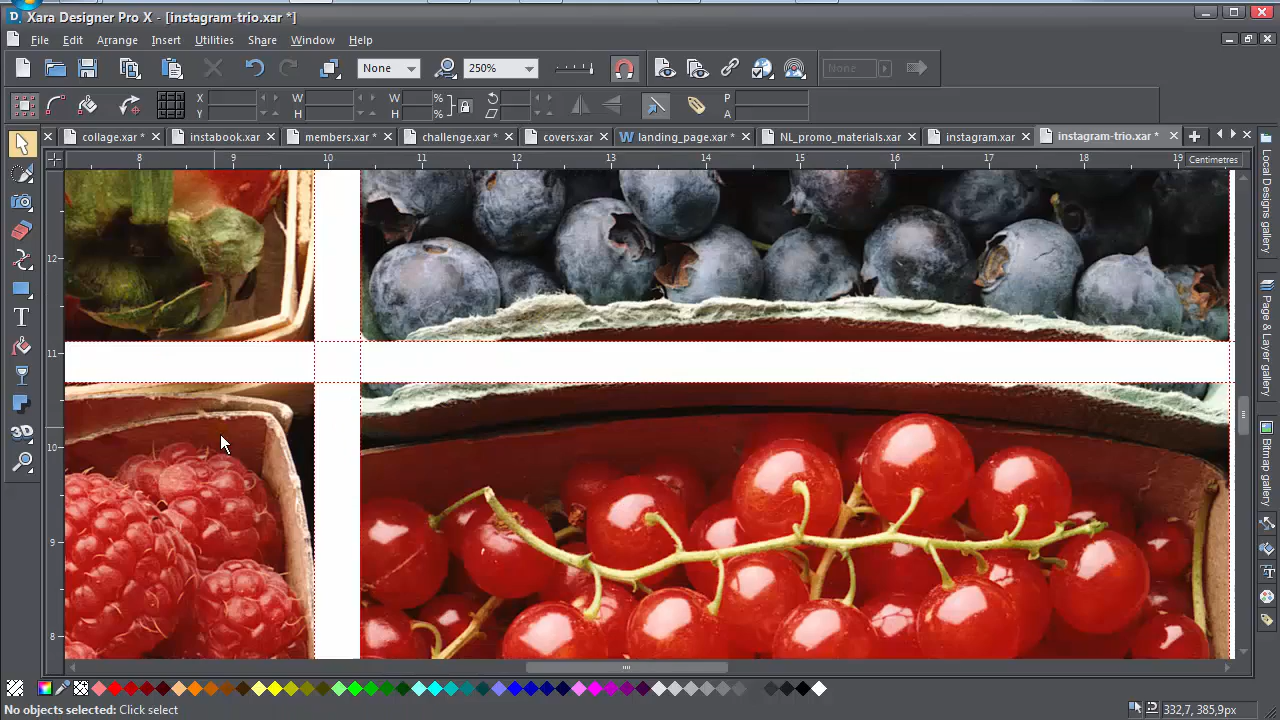 Xara Designer Pro X - [instagram-trio.xar *]
File Edit Arrange Insert Utilities Share Window Help
None 250% None
X W % P
Y H %
collage.xar * instabook.xar members.xar * challenge.xar * covers.xar landing_page.xar * NL_promo_materials.xar instagram.xar instagram-trio.xar *
8 9 10 11 12 13 14 15 16 17 18 19 Centimetres
12
11
10
9
8
3D
Local Designs gallery
Page & Layer gallery
Bitmap gallery
No objects selected: Click select
332,7, 385,9px